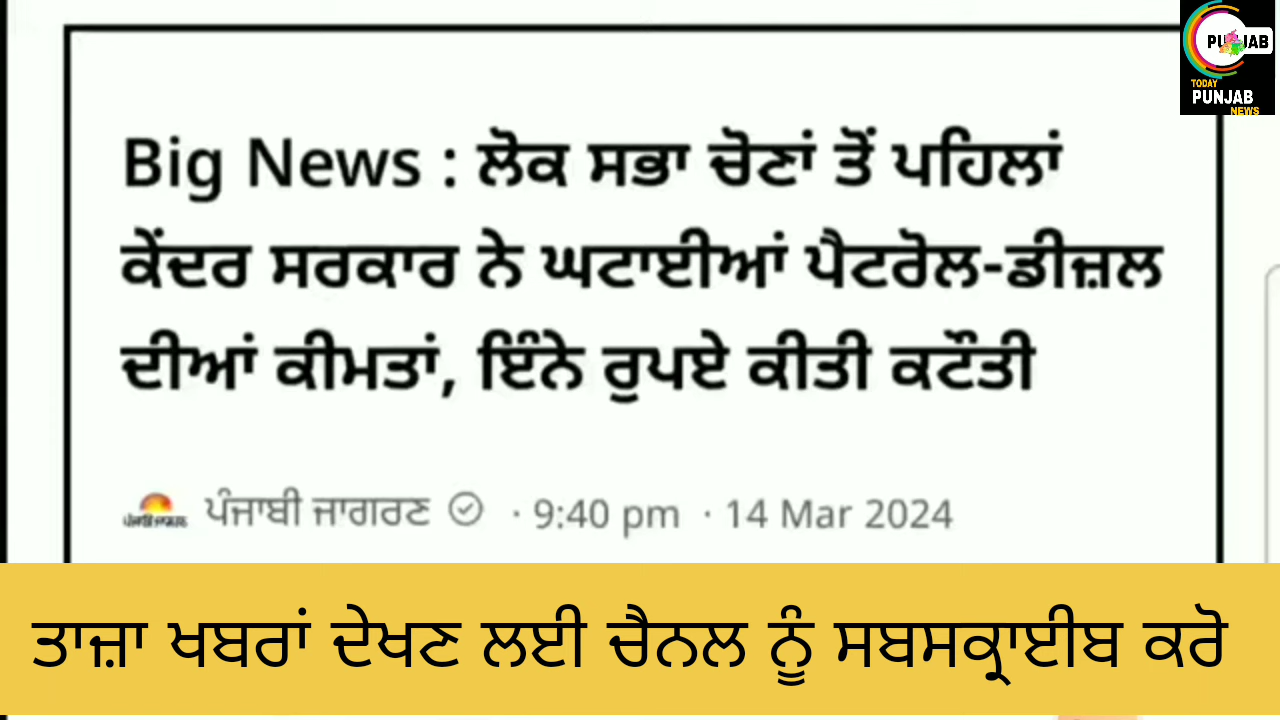 PUNJAB
TODAY
PUNJAB
NEWS
Big News : ਲੋਕ ਸਭਾ ਚੋਣਾਂ ਤੋਂ ਪਹਿਲਾਂ
ਕੇਂਦਰ ਸਰਕਾਰ ਨੇ ਘਟਾਈਆਂ ਪੈਟਰੋਲ-ਡੀਜ਼ਲ
ਦੀਆਂ ਕੀਮਤਾਂ, ਇੰਨੇ ਰੁਪਏ ਕੀਤੀ ਕਟੌਤੀ
ਪੰਜਾਬੀ ਜਾਗਰਣ ਪੰਜਾਬੀ ਜਾਗਰਣ · 9:40 pm · 14 Mar 2024
ਤਾਜ਼ਾ ਖਬਰਾਂ ਦੇਖਣ ਲਈ ਚੈਨਲ ਨੂੰ ਸਬਸਕ੍ਰਾਈਬ ਕਰੋ